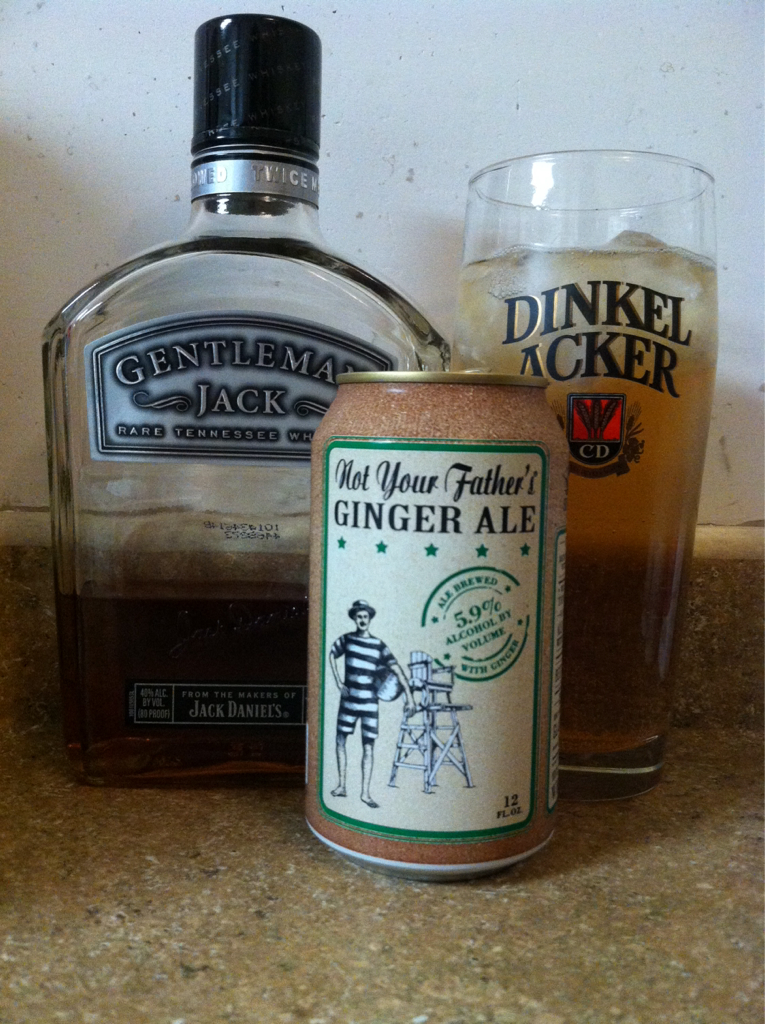 TWICE M
GENTLEMA
JACK
RARE TENNESSEE WH
40% ALC.
BY VOL.
(80 PROOF)
FROM THE MAKERS OF
JACK DANIEL'S®
Not Your Father's
GINGER ALE
ALE BREWED
5.9%
ALCOHOL BY
VOLUME
WITH GINGER
12
FL.OZ.
DINKEL
ACKER
CD